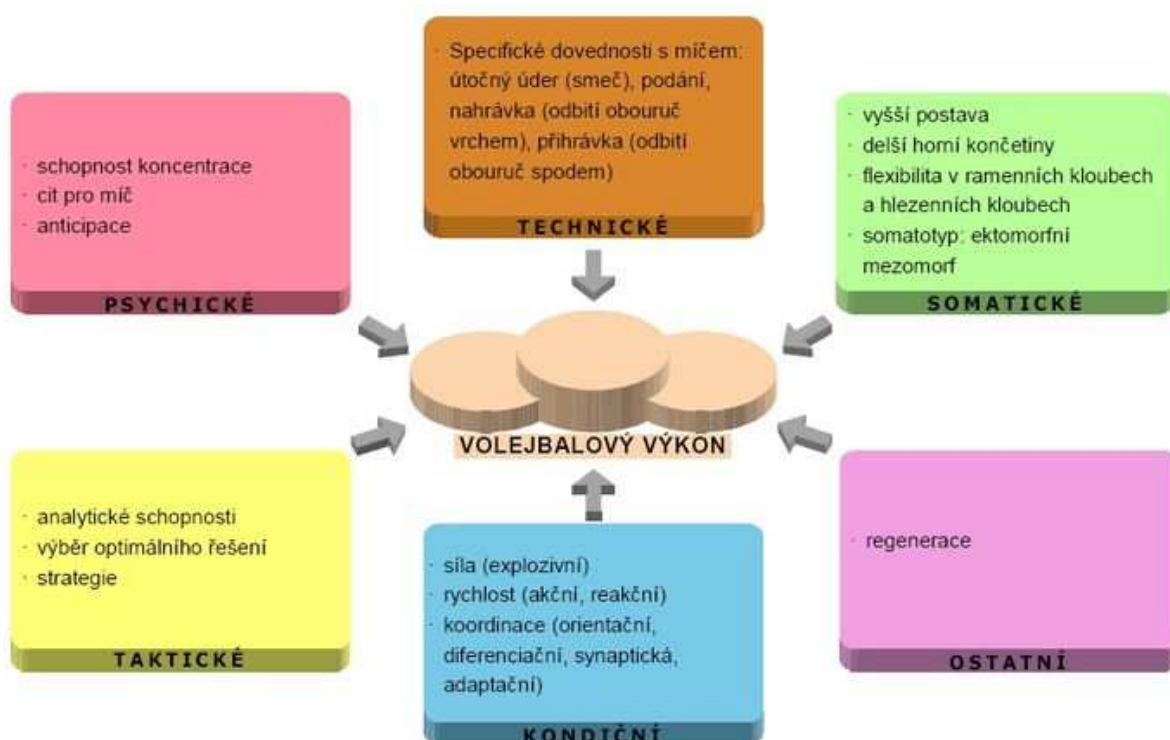 · Specifické dovednosti s míčem:
útočný úder (smeč), podání,
nahrávka (odbití obouruč
vrchem), přihrávka (odbití
obouruč spodem)
TECHNICKÉ
· schopnost koncentrace
· cit pro míč
· anticipace
PSYCHICKÉ
· vyšší postava
· delší horní končetiny
· flexibilita v ramenních kloubech
a hlezenních kloubech
· somatotyp: ektomorfní
mezomorf
SOMATICKÉ
VOLEJBALOVÝ VÝKON
· analytické schopnosti
· výběr optimálního řešení
· strategie
TAKTICKÉ
· síla (explozivní)
· rychlost (akční, reakční)
· koordinace (orientační,
diferenciační, synaptická,
adaptační)
KONDIČNÍ
· regenerace
OSTATNÍ